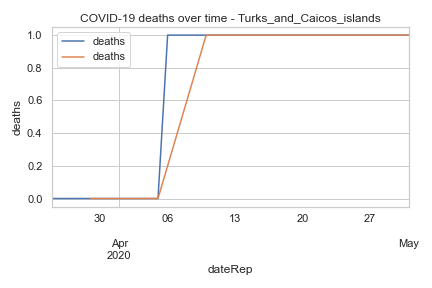 COVID-19 deaths over time - Turks_and_Caicos_islands
deaths
deaths
deaths
1.0
0.8
0.6
0.4
0.2
0.0
30 06 13 20 27
Apr May
2020
dateRep